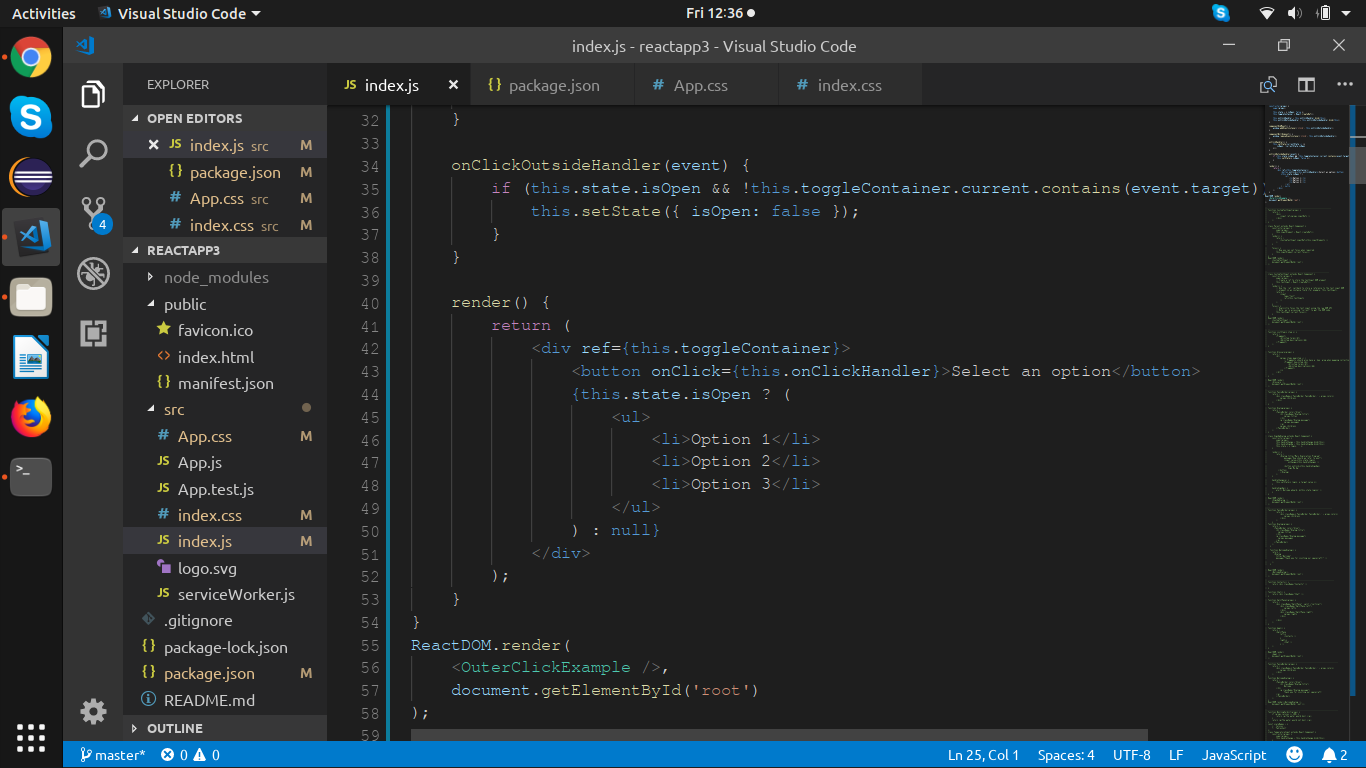 Activities Visual Studio Code Fri 12:36
index.js - reactapp3 - Visual Studio Code
EXPLORER
OPEN EDITORS
JS index.js src M
{} package.json M
# App.css src M
# index.css src M
4
REACTAPP3
node_modules
public
favicon.ico
<> index.html
{} manifest.json
src
# App.css M
JS App.js
JS App.test.js
# index.css M
JS index.js M
logo.svg
JS serviceWorker.js
.gitignore
{} package-lock.json
{} package.json M
README.md
OUTLINE
JS index.js {} package.json # App.css # index.css
32 }
33
34 onClickOutsideHandler(event) {
35 if (this.state.isOpen && !this.toggleContainer.current.contains(event.target))
36 this.setState({ isOpen: false });
37 }
38 }
39
40 render() {
41 return (
42 <div ref={this.toggleContainer}>
43 <button onClick={this.onClickHandler}>Select an option</button>
44 {this.state.isOpen ? (
45 <ul>
46 <li>Option 1</li>
47 <li>Option 2</li>
48 <li>Option 3</li>
49 </ul>
50 ) : null}
51 </div>
52 );
53 }
54 }
55 ReactDOM.render(
56 <OuterClickExample />,
57 document.getElementById('root')
58 );
59
master* 0 0 Ln 25, Col 1 Spaces: 4 UTF-8 LF JavaScript 2